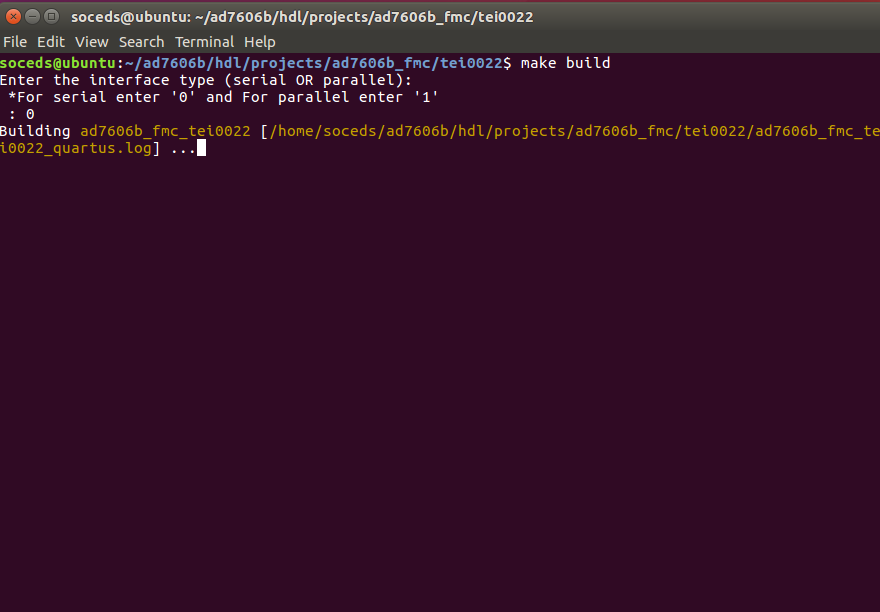 soceds@ubuntu: ~/ad7606b/hdl/projects/ad7606b_fmc/tei0022
File Edit View Search Terminal Help
soceds@ubuntu:~/ad7606b/hdl/projects/ad7606b_fmc/tei0022$ make build
Enter the interface type (serial OR parallel):
 *For serial enter '0' and For parallel enter '1'
 : 0
Building ad7606b_fmc_tei0022 [/home/soceds/ad7606b/hdl/projects/ad7606b_fmc/tei0022/ad7606b_fmc_te
i0022_quartus.log] ...